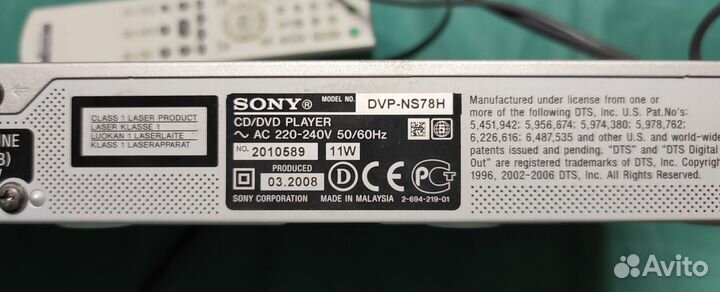 CLASS 1 LASER PRODUCT
LASER KLASSE 1
LUOKAN 1 LASERLAITE
KLASS 1 LASERAPPARAT
SONY®
MODEL NO. DVP-NS78H
CD/DVD PLAYER
~ AC 220-240V 50/60Hz
NO. 2010589 11W
PRODUCED
03.2008
SONY CORPORATION MADE IN MALAYSIA 2-694-219-01
D CE PCT
Manufactured under license from one or
more of the following DTS, Inc. U.S. Pat.No's:
5,451,942; 5,956,674; 5,974,380; 5,978,762;
6,226,616; 6,487,535 and other U.S. and world-wide
patents issued and pending. "DTS" and "DTS Digital
Out" are registered trademarks of DTS, Inc. Copyrig
1996, 2002-2006 DTS, Inc. All Rights Reserved.
INE
B)
Avito